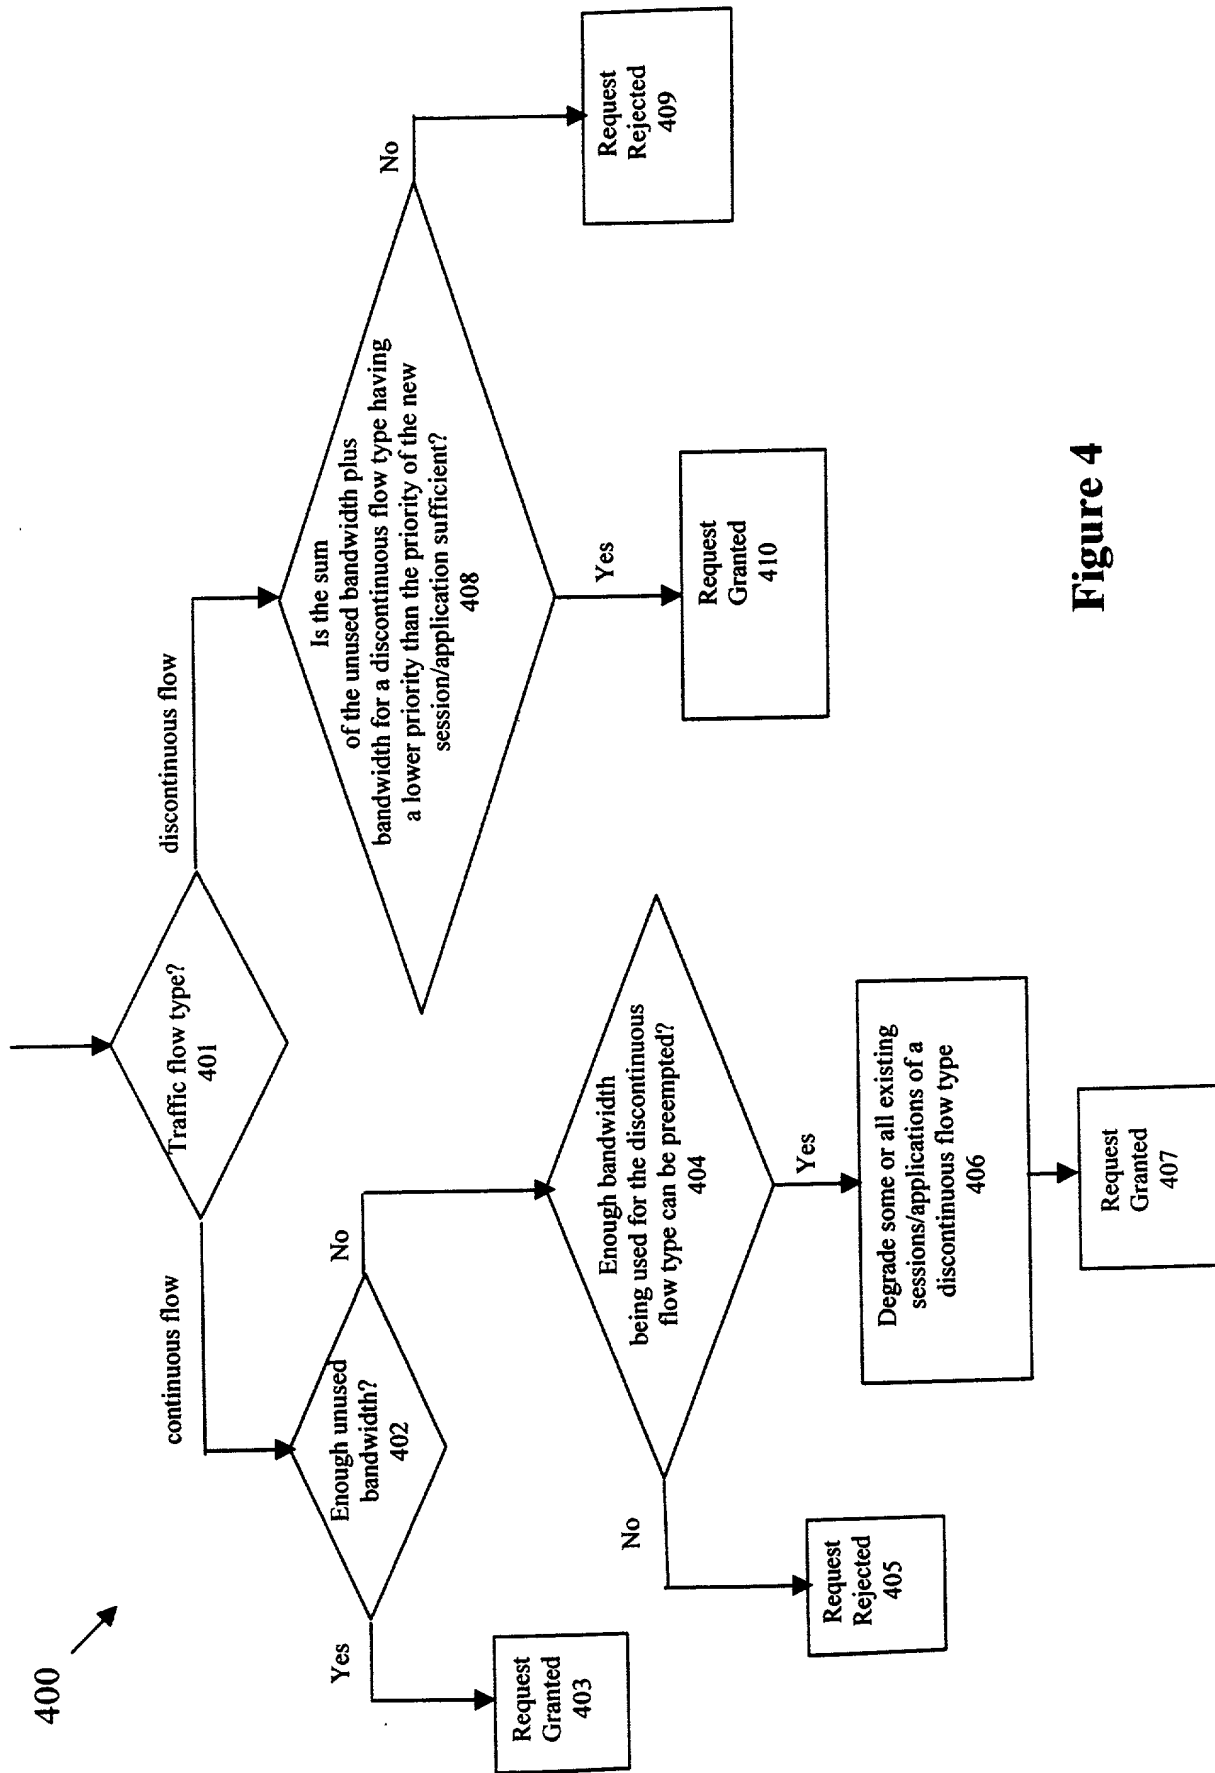 400
Traffic flow type?
401
continuous flow
discontinuous flow
Enough unused
bandwidth?
402
Yes
No
Request
Granted
403
Enough bandwidth
being used for the discontinuous
flow type can be preempted?
404
No
Yes
Request
Rejected
405
Degrade some or all existing
sessions/applications of a
discontinuous flow type
406
Request
Granted
407
Is the sum
of the unused bandwidth plus
bandwidth for a discontinuous flow type having
a lower priority than the priority of the new
session/application sufficient?
408
No
Yes
Request
Rejected
409
Request
Granted
410
Figure 4